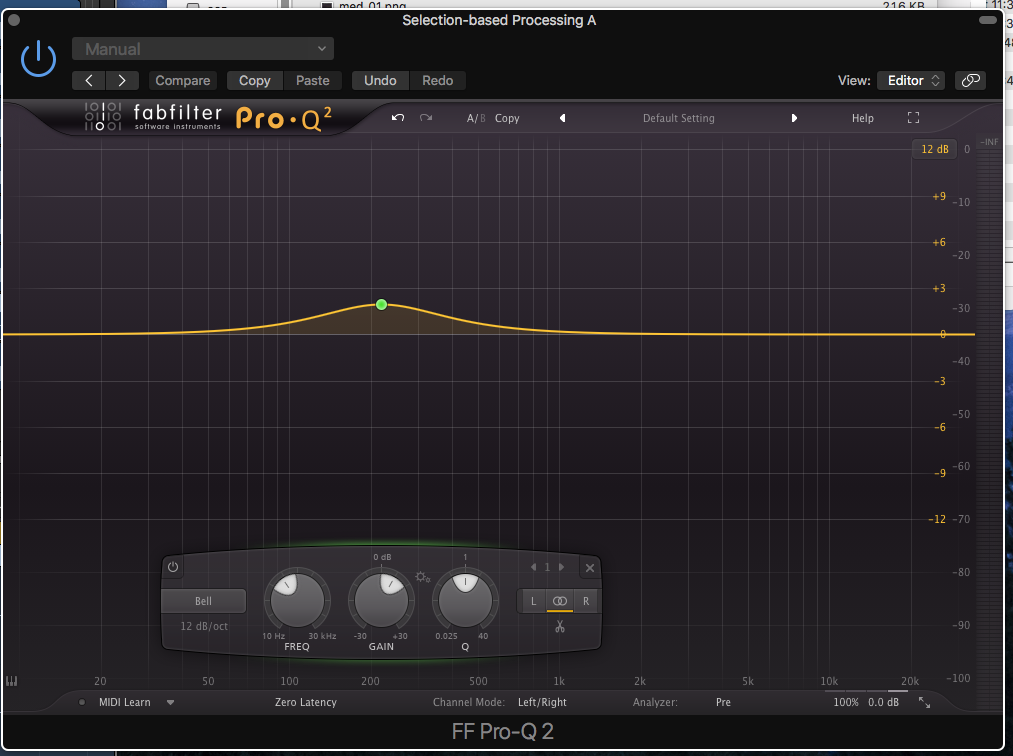 med_01.png 216 KB 11:3
Selection-based Processing A
Manual
Compare Copy Paste Undo Redo View: Editor
fabfilter Pro·Q2
software instruments
A/B Copy Default Setting Help
12 dB 0 -INF
+9 -10
+6 -20
+3 -30
0 -40
-3 -50
-6 -60
-9
-12 -70
-80
-90
-100
0 dB 1
1
Bell
L R
12 dB/oct
10 Hz 30 kHz -30 +30 0.025 40
FREQ GAIN Q
20 50 100 200 500 1k 2k 5k 10k 20k
MIDI Learn Zero Latency Channel Mode: Left/Right Analyzer: Pre 100% 0.0 dB
FF Pro-Q 2